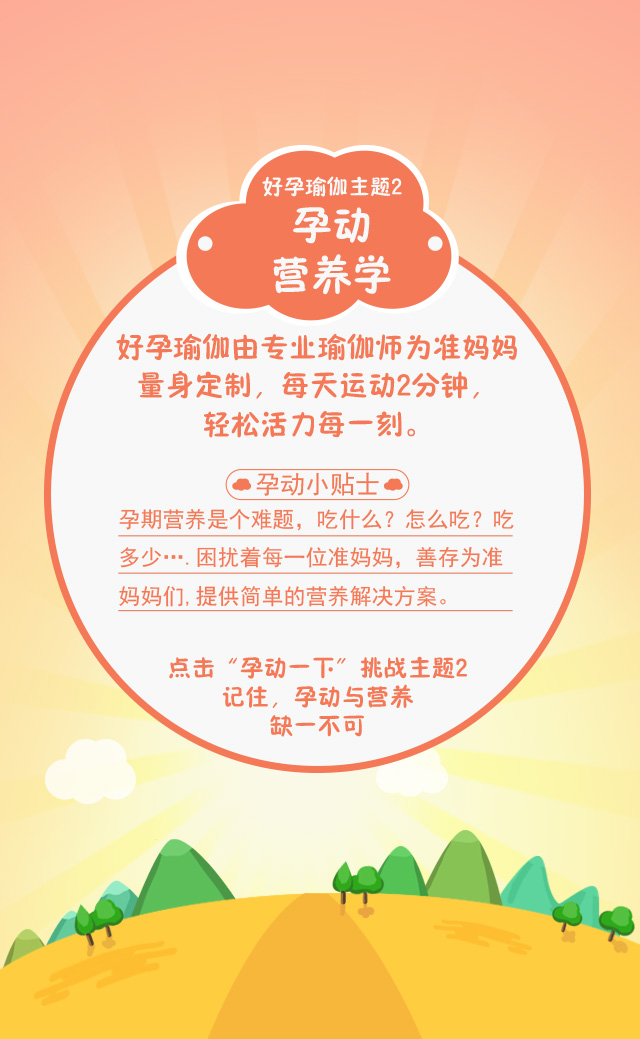 好孕瑜伽主题2
孕动
营养学
好孕瑜伽由专业瑜伽师为准妈妈
量身定制，每天运动2分钟，
轻松活力每一刻。
孕动小贴士
孕期营养是个难题，吃什么？怎么吃？吃
多少….困扰着每一位准妈妈，善存为准
妈妈们,提供简单的营养解决方案。
点击“孕动一下”挑战主题2
记住，孕动与营养
缺一不可